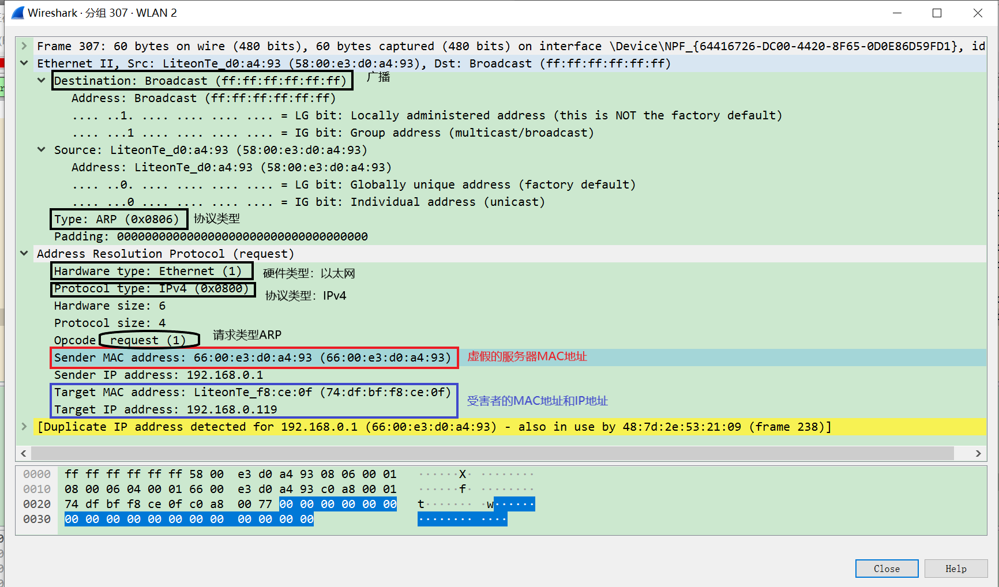 Wireshark · 分组 307 · WLAN 2
Frame 307: 60 bytes on wire (480 bits), 60 bytes captured (480 bits) on interface \Device\NPF_{64416726-DC00-4420-8F65-0D0E86D59FD1}, id
Ethernet II, Src: LiteonTe_d0:a4:93 (58:00:e3:d0:a4:93), Dst: Broadcast (ff:ff:ff:ff:ff:ff)
Destination: Broadcast (ff:ff:ff:ff:ff:ff) 广播
Address: Broadcast (ff:ff:ff:ff:ff:ff)
.... ..1. .... .... .... .... = LG bit: Locally administered address (this is NOT the factory default)
.... ...1 .... .... .... .... = IG bit: Group address (multicast/broadcast)
Source: LiteonTe_d0:a4:93 (58:00:e3:d0:a4:93)
Address: LiteonTe_d0:a4:93 (58:00:e3:d0:a4:93)
.... ..0. .... .... .... .... = LG bit: Globally unique address (factory default)
.... ...0 .... .... .... .... = IG bit: Individual address (unicast)
Type: ARP (0x0806) 协议类型
Padding: 000000000000000000000000000000000000
Address Resolution Protocol (request)
Hardware type: Ethernet (1) 硬件类型：以太网
Protocol type: IPv4 (0x0800) 协议类型：IPv4
Hardware size: 6
Protocol size: 4
Opcode request (1) 请求类型ARP
Sender MAC address: 66:00:e3:d0:a4:93 (66:00:e3:d0:a4:93) 虚假的服务器MAC地址
Sender IP address: 192.168.0.1
Target MAC address: LiteonTe_f8:ce:0f (74:df:bf:f8:ce:0f)
Target IP address: 192.168.0.119 受害者的MAC地址和IP地址
[Duplicate IP address detected for 192.168.0.1 (66:00:e3:d0:a4:93) - also in use by 48:7d:2e:53:21:09 (frame 238)]
0000 ff ff ff ff ff ff 58 00 e3 d0 a4 93 08 06 00 01 ······X· ········
0010 08 00 06 04 00 01 66 00 e3 d0 a4 93 c0 a8 00 01 ······f· ········
0020 74 df bf f8 ce 0f c0 a8 00 77 00 00 00 00 00 00 t······· ·w······
0030 00 00 00 00 00 00 00 00 00 00 00 00 ········ ····
Close Help